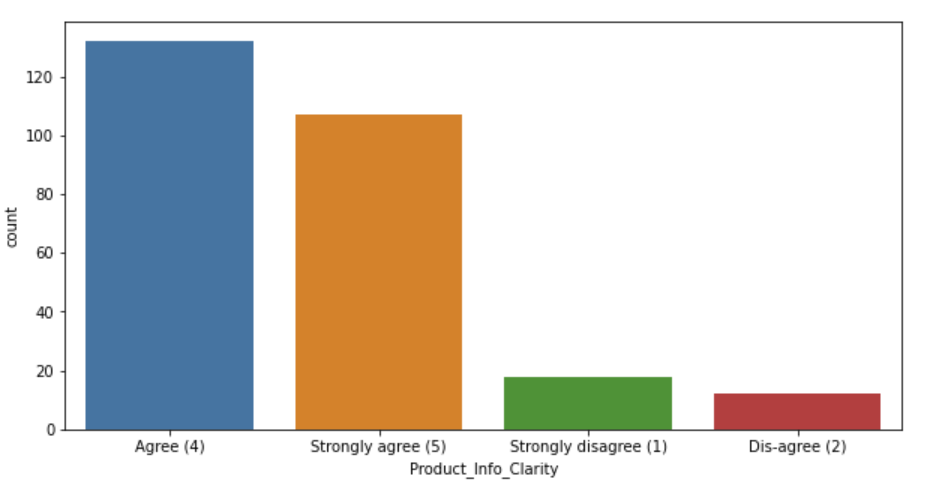 count
120
100
80
60
40
20
0
Agree (4)
Strongly agree (5)
Strongly disagree (1)
Dis-agree (2)
Product_Info_Clarity